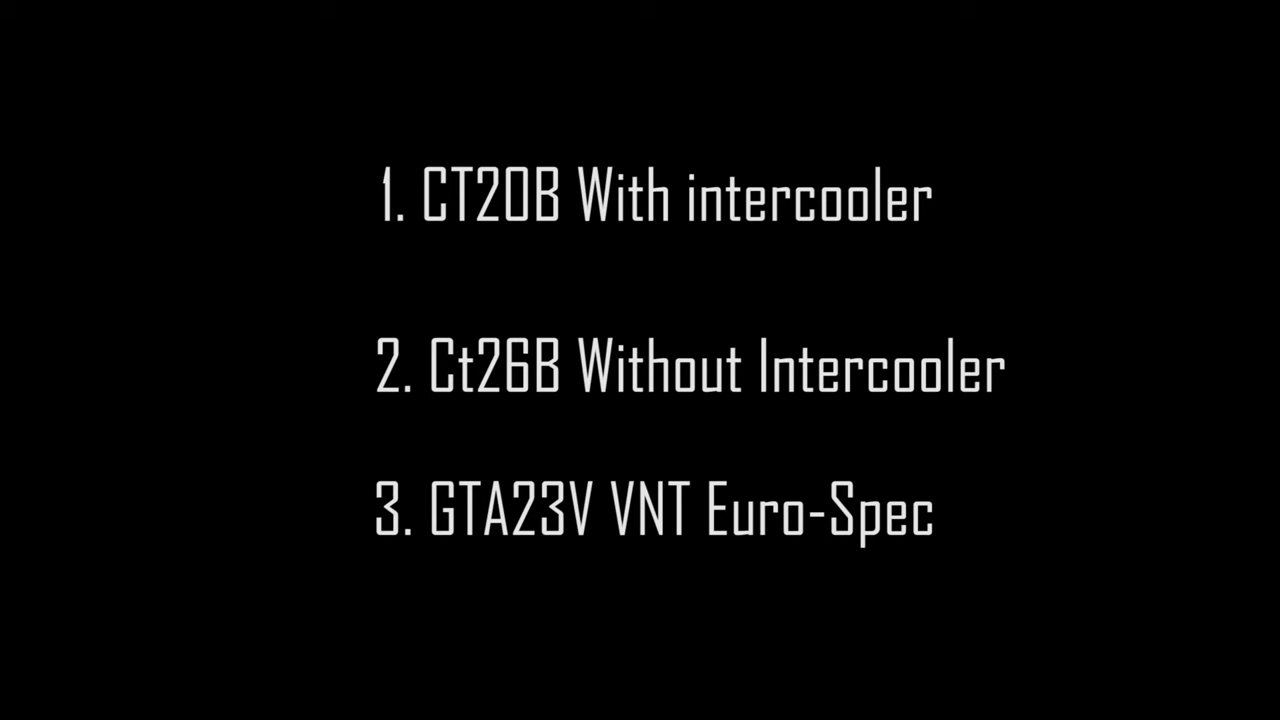 1. CT20B With intercooler
2. Ct26B Without Intercooler
3. GTA23V VNT Euro-Spec